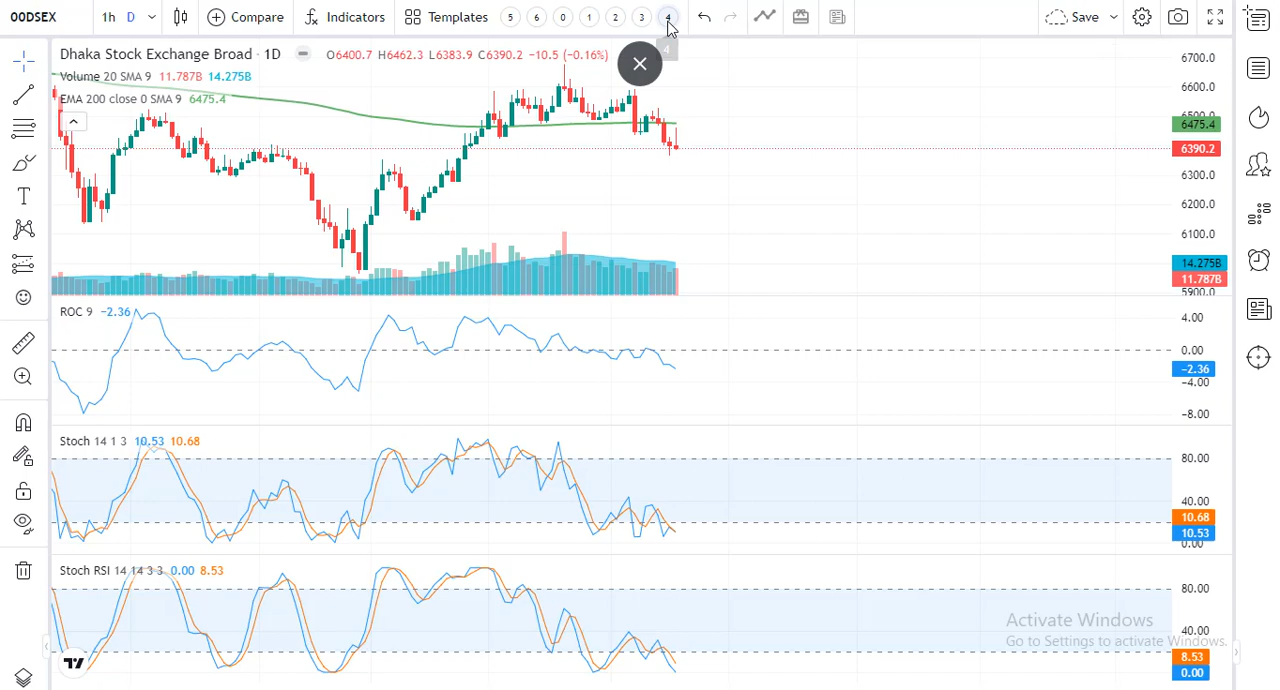 00DSEX 1h D Compare Indicators Templates 5 6 0 1 2 3 4 Save
4
Dhaka Stock Exchange Broad · 1D O6400.7 H6462.3 L6383.9 C6390.2 −10.5 (−0.16%)
Volume 20 SMA 9 11.787B 14.275B
EMA 200 close 0 SMA 9 6475.4
6700.0
6600.0
6475.4
6390.2
6300.0
6200.0
6100.0
14.275B
11.787B
5900.0
ROC 9 −2.36
4.00
0.00
−2.36
−4.00
−8.00
Stoch 14 1 3 10.53 10.68
80.00
40.00
10.68
10.53
0.00
Stoch RSI 14 14 3 3 0.00 8.53
80.00
40.00
8.53
0.00
Activate Windows
Go to Settings to activate Windows.